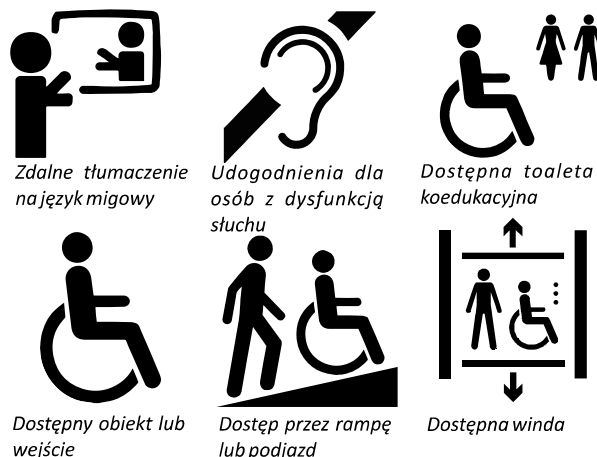 Zdalne tłumaczenie
na język migowy
Udogodnienia dla
osób z dysfunkcją
słuchu
Dostępna toaleta
koedukacyjna
Dostępny obiekt lub
wejście
Dostęp przez rampę
lub podjazd
Dostępna winda